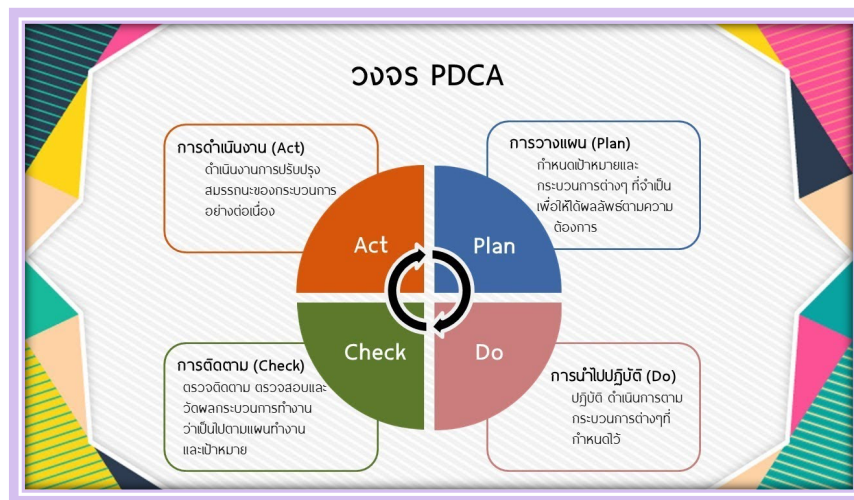 วงจร PDCA
การดำเนินงาน (Act)
ดำเนินงานการปรับปรุง
สมรรถนะของกระบวนการ
อย่างต่อเนื่อง
การวางแผน (Plan)
กำหนดเป้าหมายและ
กระบวนการต่างๆ ที่จำเป็น
เพื่อให้ได้ผลลัพธ์ตามความ
ต้องการ
Act
Plan
Check
Do
การติดตาม (Check)
ตรวจติดตาม ตรวจสอบและ
วัดผลกระบวนการทำงาน
ว่าเป็นไปตามแผนทำงาน
และเป้าหมาย
การนำไปปฏิบัติ (Do)
ปฏิบัติ ดำเนินการตาม
กระบวนการต่างๆที่
กำหนดไว้